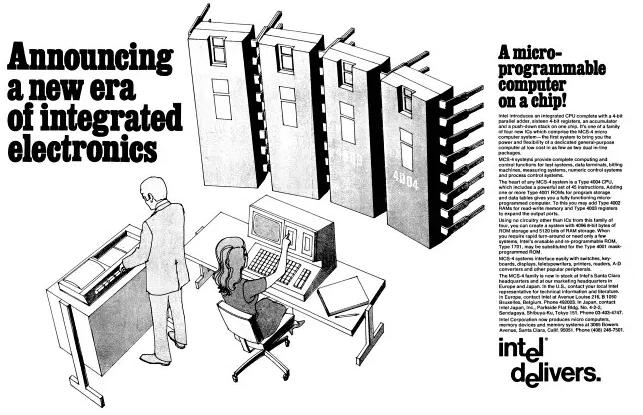 Announcing
a new era
of integrated
electronics
4004
A micro-
programmable
computer
on a chip!
Intel introduces an integrated CPU complete with a 4-bit
parallel adder, sixteen 4-bit registers, an accumulator
and a push-down stack on one chip. It's one of a family
of four new ICs which comprise the MCS-4 micro
computer system—the first system to bring you the
power and flexibility of a dedicated general-purpose
computer at low cost in as few as two dual in-line
packages.
MCS-4 systems provide complete computing and
control functions for test systems, data terminals, billing
machines, measuring systems, numeric control systems
and process control systems.
The heart of any MCS-4 system is a Type 4004 CPU,
which includes a powerful set of 45 instructions. Adding
one or more Type 4001 ROMs for program storage
and data tables gives you a fully functioning micro-
programmed computer. To this you may add Type 4002
RAMs for read-write memory and Type 4003 registers
to expand the output ports.
Using no circuitry other than ICs from this family of
four, you can create a system with 4096 8-bit bytes of
ROM storage and 5120 bits of RAM storage. When
you require rapid turn-around or need only a few
systems, Intel's erasable and re-programmable ROM,
Type 1701, may be substituted for the Type 4001 mask-
programmed ROM.
MCS-4 systems interface easily with switches, key-
boards, displays, teletypewriters, printers, readers, A-D
converters and other popular peripherals.
The MCS-4 family is now in stock at Intel's Santa Clara
headquarters and at our marketing headquarters in
Europe and Japan. In the U.S., contact your local Intel
representative for technical information and literature.
In Europe, contact Intel at Avenue Louise 216, B 1050
Bruxelles, Belgium. Phone 492003. In Japan, contact
Intel Japan, Inc., Parkside Flat Bldg. No. 4-2-2,
Sendagaya, Shibuya-Ku, Tokyo 151. Phone 03-403-4747.
Intel Corporation now produces micro computers,
memory devices and memory systems at 3065 Bowers
Avenue, Santa Clara, Calif. 95051. Phone (408) 246-7501.
intel
delivers.